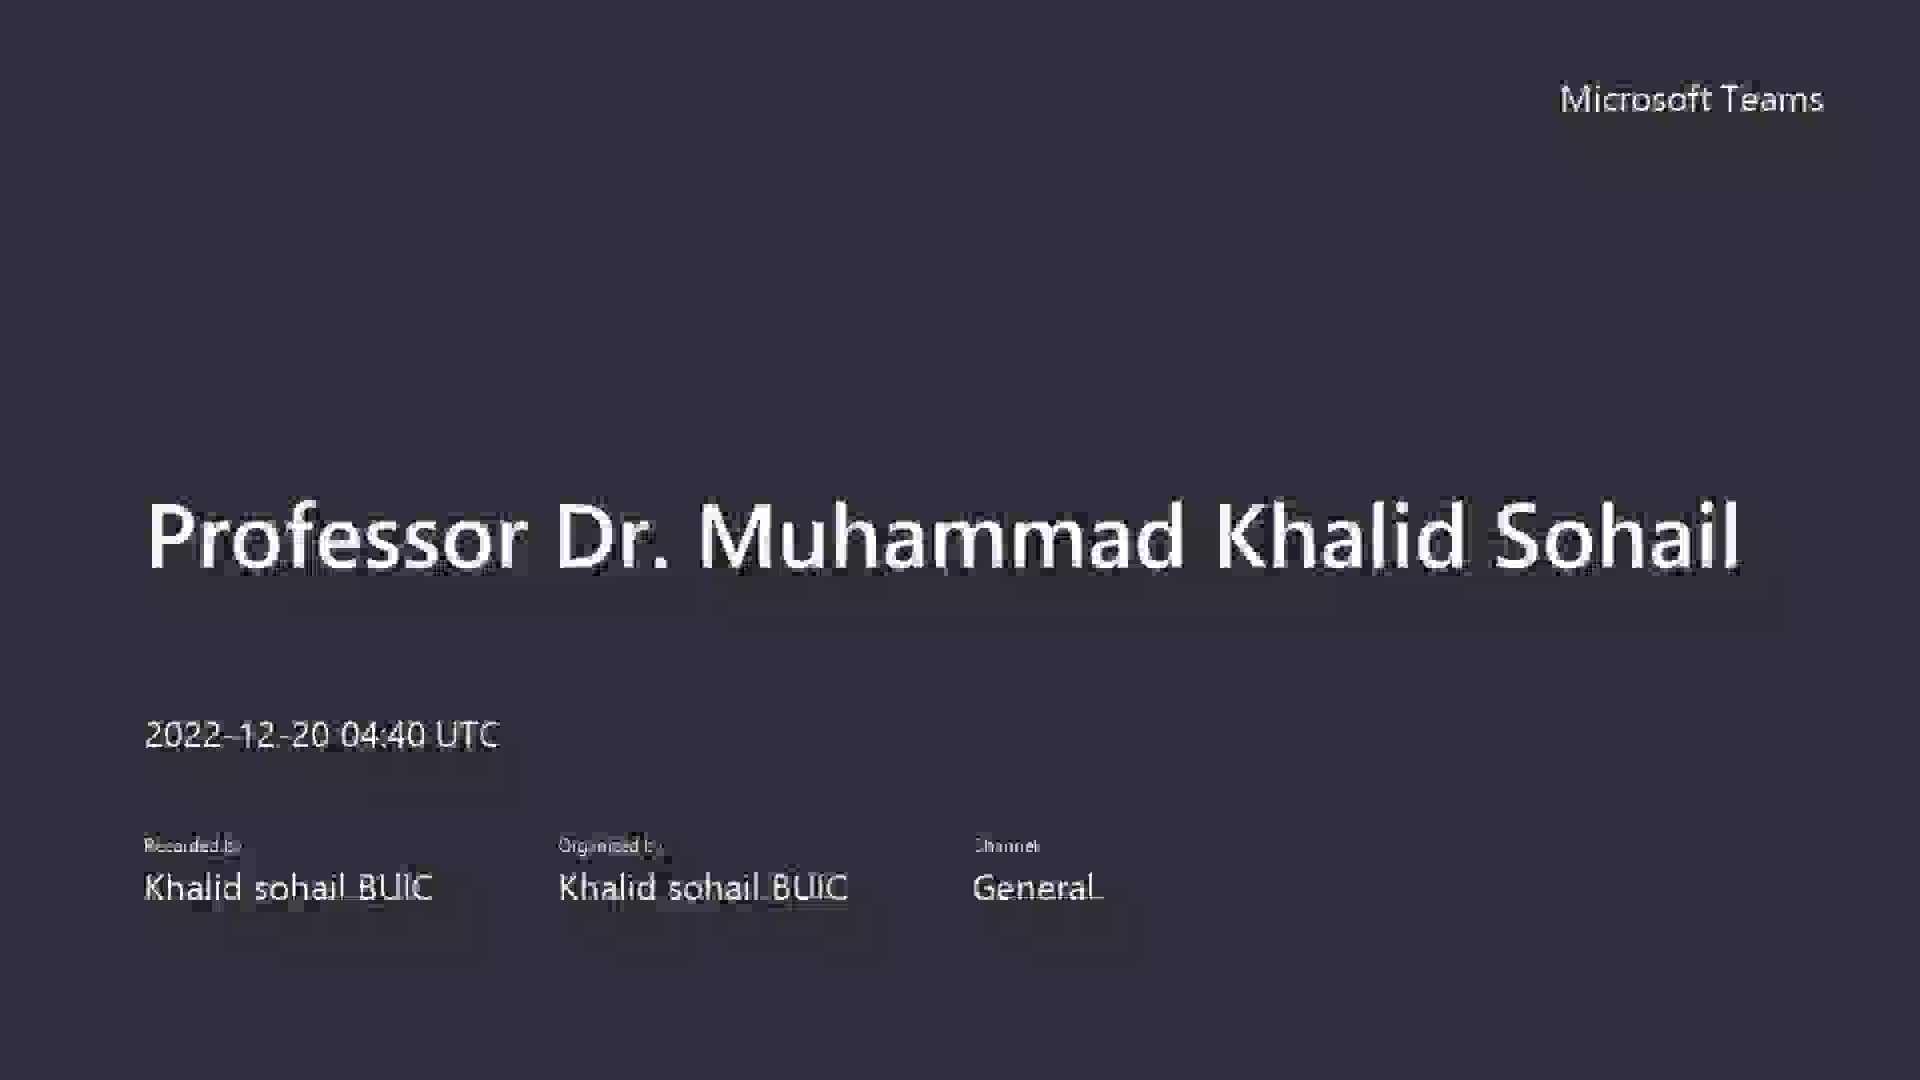 Microsoft Teams
Professor Dr. Muhammad Khalid Sohail
2022-12-20 04:40 UTC
Recorded by
Organized by
Channel
Khalid sohail BUIC
Khalid sohail BUIC
General